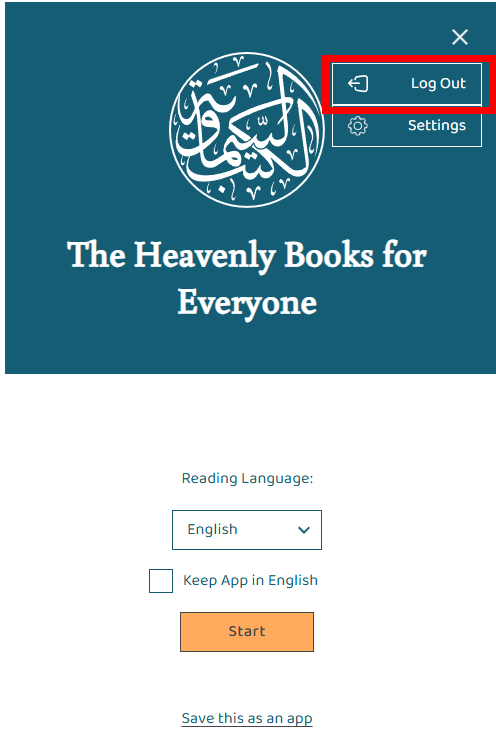 Log Out
Settings
الكتب السماوية
The Heavenly Books for
Everyone
Reading Language:
English
Keep App in English
Start
Save this as an app